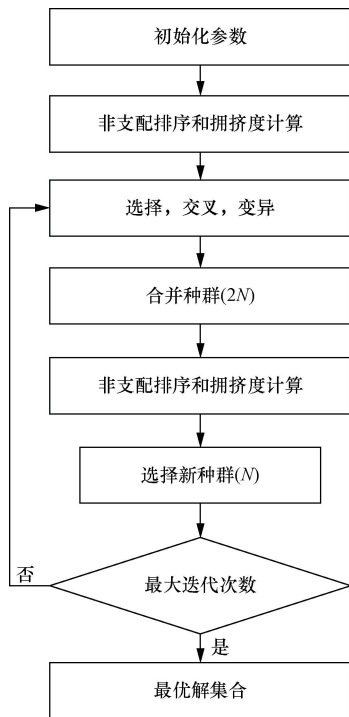 初始化参数
非支配排序和拥挤度计算
选择，交叉，变异
合并种群(2N)
非支配排序和拥挤度计算
选择新种群(N)
最大迭代次数
否
是
最优解集合